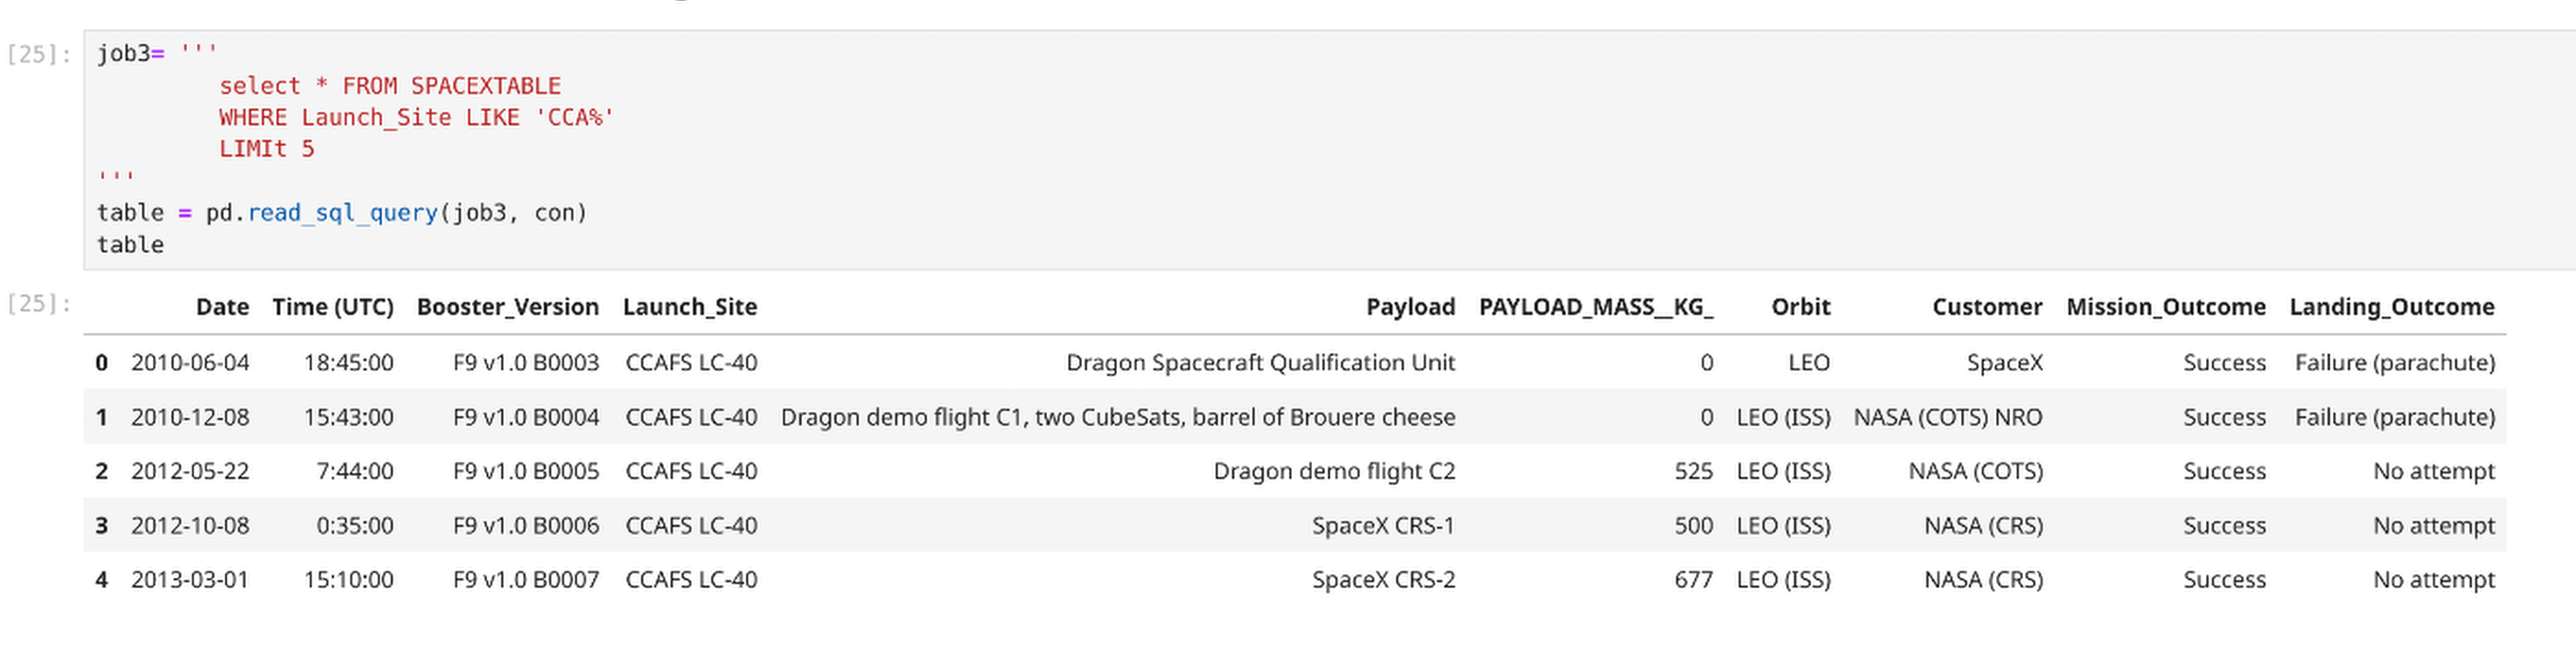 [25]: job3= '''
select * FROM SPACEXTABLE
WHERE Launch_Site LIKE 'CCA%'
LIMIt 5
'''
table = pd.read_sql_query(job3, con)
table
[25]: Date Time (UTC) Booster_Version Launch_Site Payload PAYLOAD_MASS__KG_ Orbit Customer Mission_Outcome Landing_Outcome
0 2010-06-04 18:45:00 F9 v1.0 B0003 CCAFS LC-40 Dragon Spacecraft Qualification Unit 0 LEO SpaceX Success Failure (parachute)
1 2010-12-08 15:43:00 F9 v1.0 B0004 CCAFS LC-40 Dragon demo flight C1, two CubeSats, barrel of Brouere cheese 0 LEO (ISS) NASA (COTS) NRO Success Failure (parachute)
2 2012-05-22 7:44:00 F9 v1.0 B0005 CCAFS LC-40 Dragon demo flight C2 525 LEO (ISS) NASA (COTS) Success No attempt
3 2012-10-08 0:35:00 F9 v1.0 B0006 CCAFS LC-40 SpaceX CRS-1 500 LEO (ISS) NASA (CRS) Success No attempt
4 2013-03-01 15:10:00 F9 v1.0 B0007 CCAFS LC-40 SpaceX CRS-2 677 LEO (ISS) NASA (CRS) Success No attempt